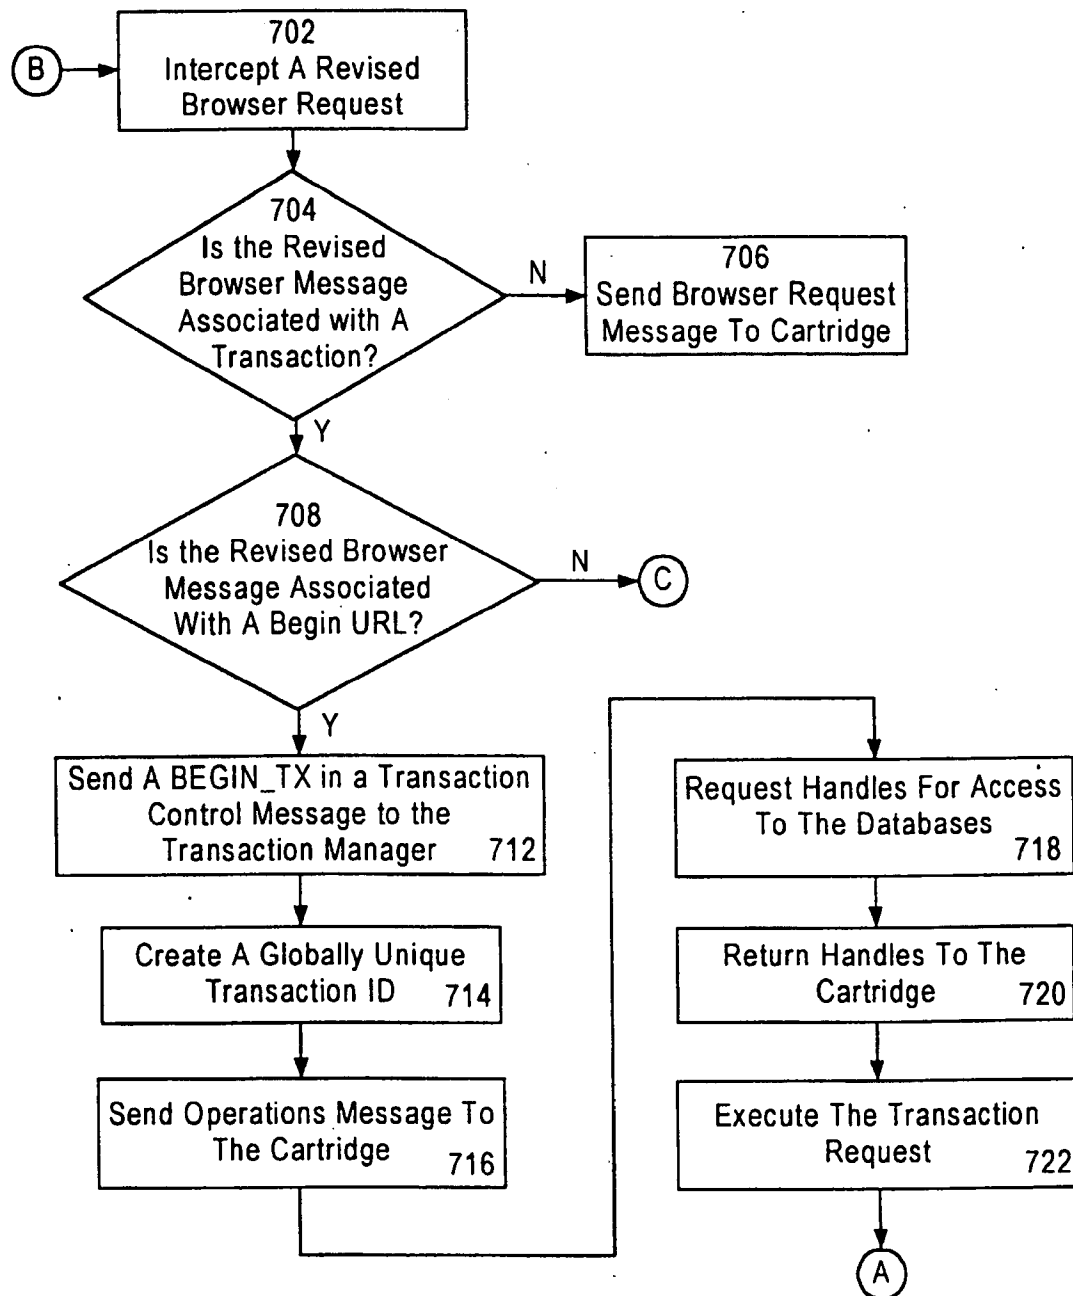 B
702
Intercept A Revised
Browser Request
704
Is the Revised
Browser Message
Associated with A
Transaction?
N
706
Send Browser Request
Message To Cartridge
Y
708
Is the Revised Browser
Message Associated
With A Begin URL?
N
C
Y
Send A BEGIN_TX in a Transaction
Control Message to the
Transaction Manager 712
Create A Globally Unique
Transaction ID 714
Send Operations Message To
The Cartridge 716
Request Handles For Access
To The Databases
718
Return Handles To The
Cartridge 720
Execute The Transaction
Request 722
A